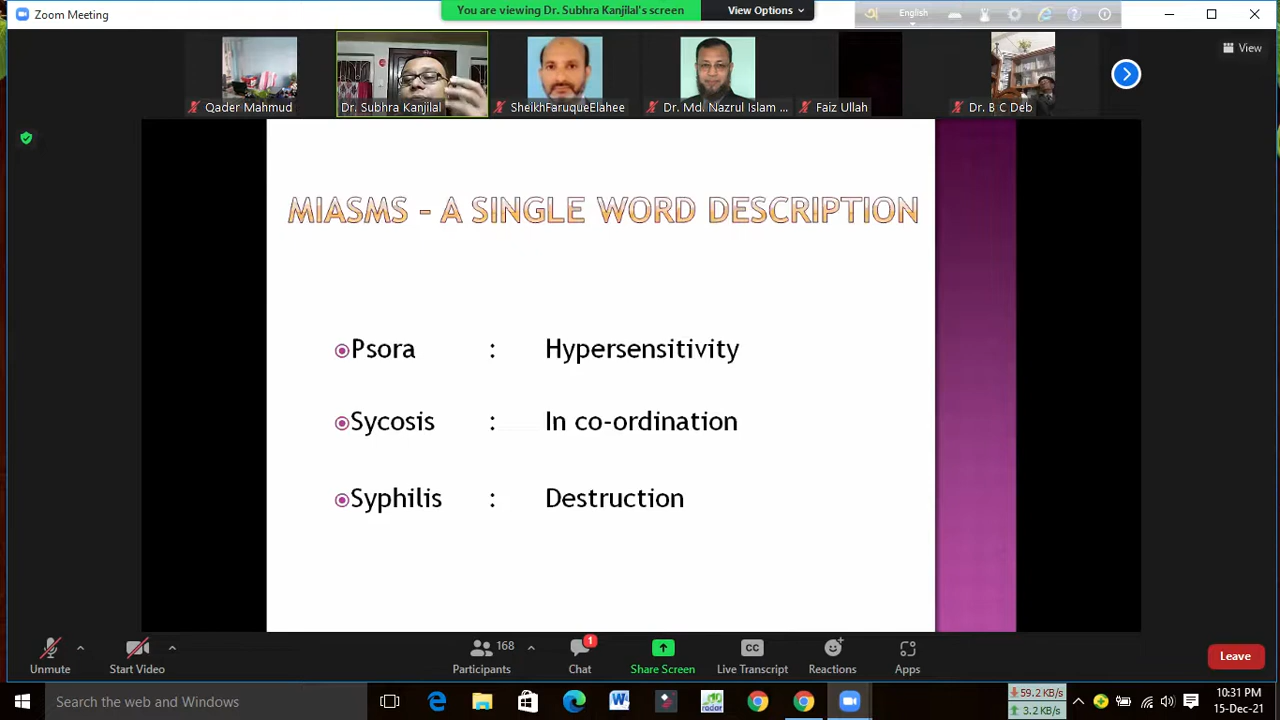 Zoom Meeting
You are viewing Dr. Subhra Kanjilal's screen
View Options
English
View
Qader Mahmud
Dr. Subhra Kanjilal
SheikhFaruqueElahee
Dr. Md. Nazrul Islam ...
Faiz Ullah
Dr. B C Deb
MIASMS - A SINGLE WORD DESCRIPTION
Psora : Hypersensitivity
Sycosis : In co-ordination
Syphilis : Destruction
Unmute
Start Video
168
Participants
1
Chat
Share Screen
CC
Live Transcript
Reactions
Apps
Leave
Search the web and Windows
59.2 KB/s
3.2 KB/s
10:31 PM
15-Dec-21